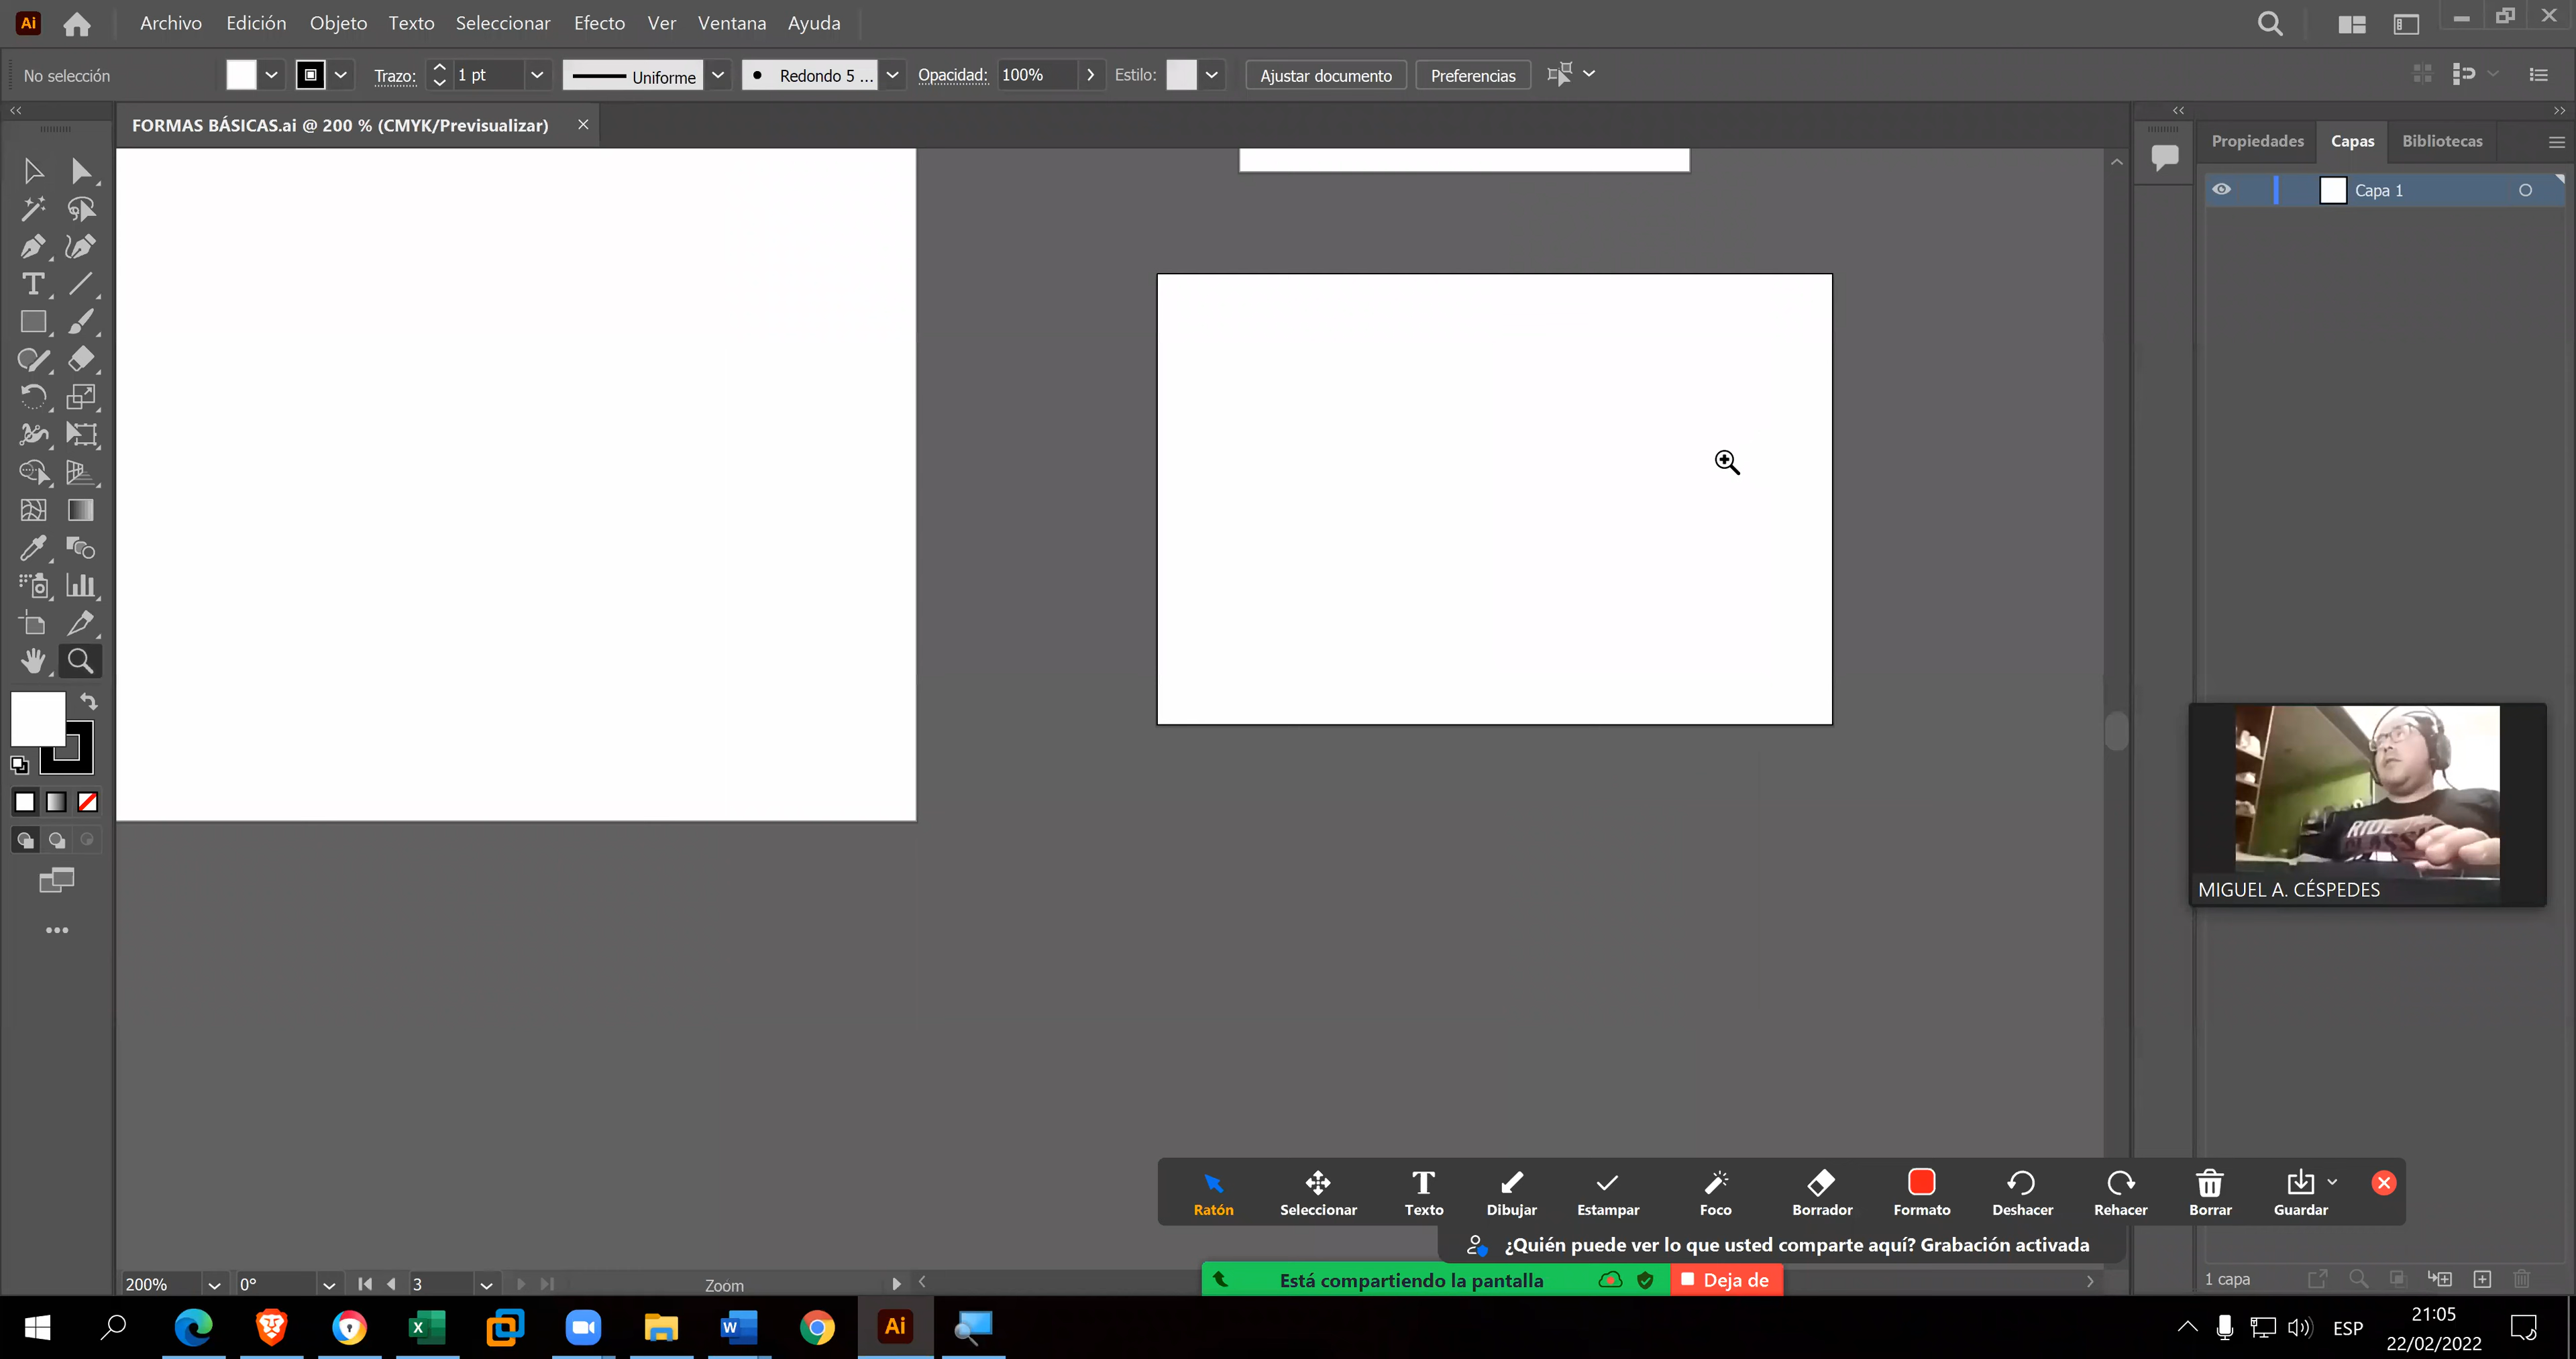 Ai Archivo Edición Objeto Texto Seleccionar Efecto Ver Ventana Ayuda
No selección Trazo: 1 pt Uniforme Redondo 5 ... Opacidad: 100% Estilo: Ajustar documento Preferencias
FORMAS BÁSICAS.ai @ 200 % (CMYK/Previsualizar)
Propiedades Capas Bibliotecas
Capa 1
MIGUEL A. CÉSPEDES
Ratón Seleccionar Texto Dibujar Estampar Foco Borrador Formato Deshacer Rehacer Borrar Guardar
¿Quién puede ver lo que usted comparte aquí? Grabación activada
Está compartiendo la pantalla Deja de
200% 0° 3 Zoom
1 capa
Ai
ESP
21:05
22/02/2022